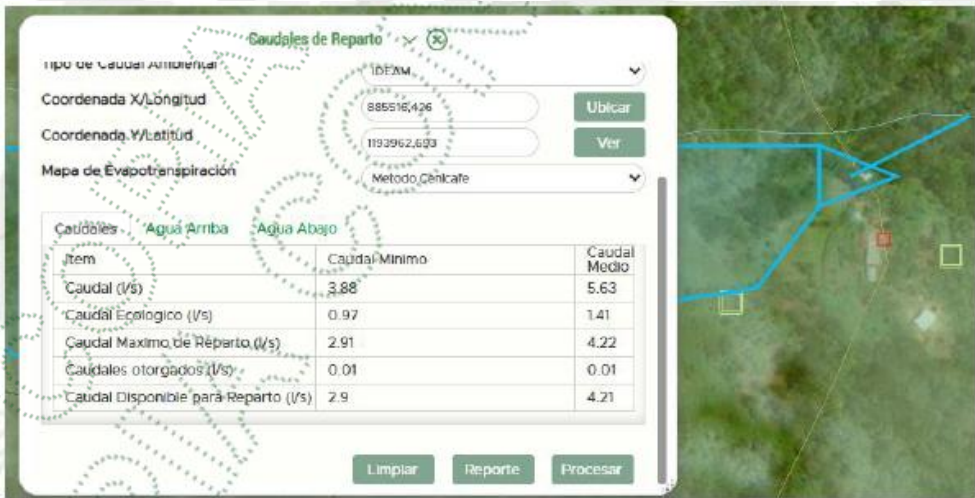 Caudales de Reparto
Tipo de Caudal Ambiental IDEAM
Coordenada X/Longitud 885516,426 Ubicar
Coordenada Y/Latitud 1193962,693 Ver
Mapa de Evapotranspiración Metodo Cenicafe
Caudales Agua Arriba Agua Abajo
Item Caudal Minimo Caudal
Medio
Caudal (l/s) 3.88 5.63
Caudal Ecologico (l/s) 0.97 1.41
Caudal Maximo de Reparto (l/s) 2.91 4.22
Caudales otorgados (l/s) 0.01 0.01
Caudal Disponible para Reparto (l/s) 2.9 4.21
Limpiar Reporte Procesar